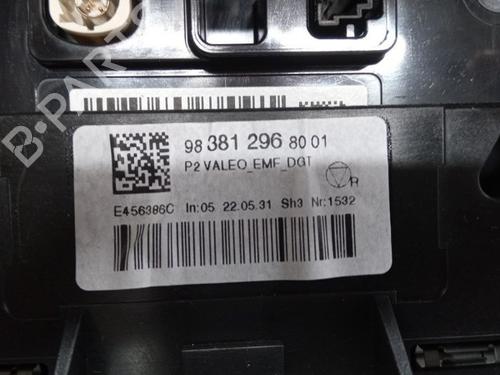 98 381 296 80 01
P2 VALEO_EMF_DGT
R
E456386C In:05 22.05.31 Sh3 Nr:1532
B-PARTS